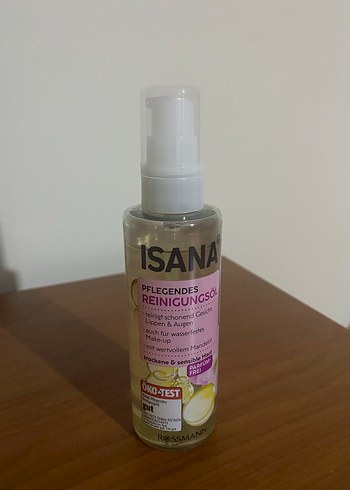 ISANA
PFLEGENDES
REINIGUNGSÖL
reinigt schonend Gesicht,
Lippen & Augen
auch für wasserfestes
Make-up
mit wertvollem Mandelöl
trockene & sensible Haut
PARFÜM
FREI
ÖKO-TEST
gut
ROSSMANN